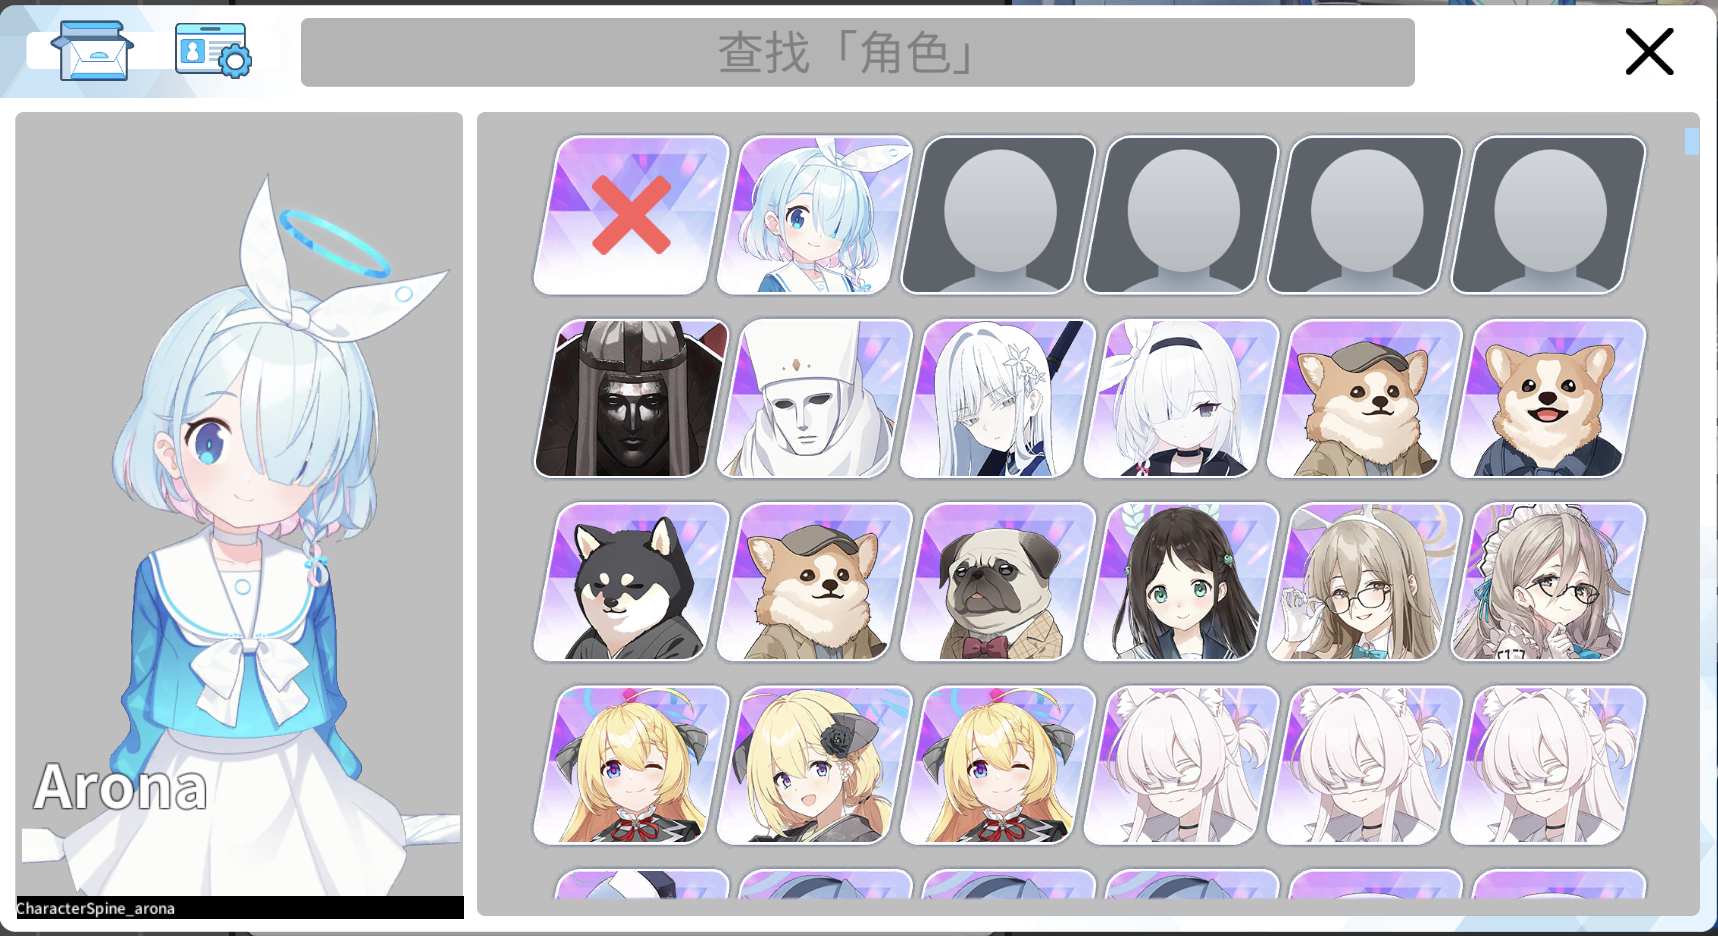 查找「角色」
Arona
CharacterSpine_arona